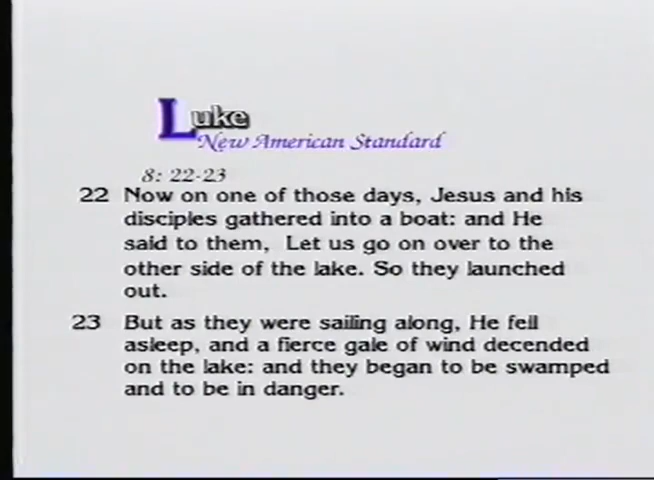 Luke
New American Standard
8: 22-23
22 Now on one of those days, Jesus and his
disciples gathered into a boat: and He
said to them, Let us go on over to the
other side of the lake. So they launched
out.
23 But as they were sailing along, He fell
asleep, and a fierce gale of wind decended
on the lake: and they began to be swamped
and to be in danger.